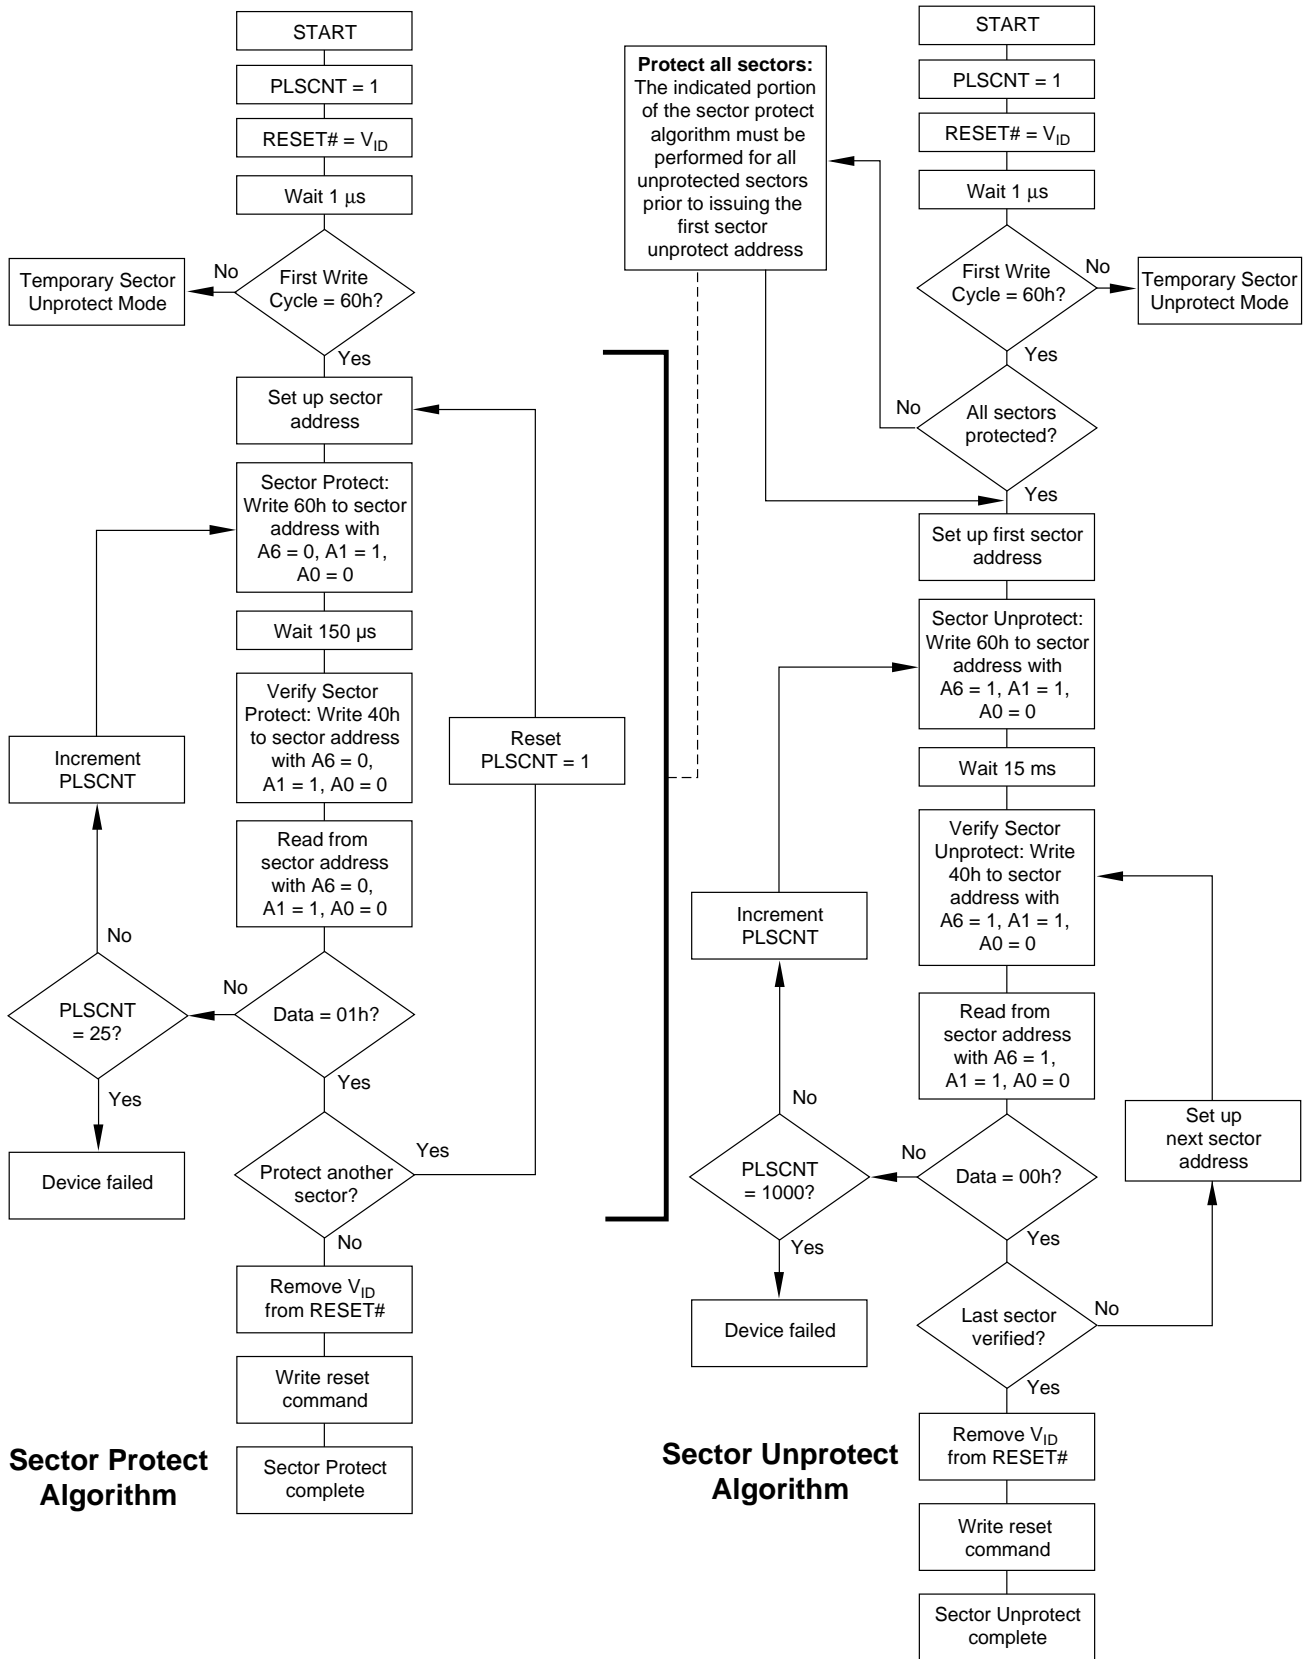 START
PLSCNT = 1
RESET# = VID
Wait 1 μs
First Write
Cycle = 60h?
No
Temporary Sector
Unprotect Mode
Yes
Set up sector
address
Sector Protect:
Write 60h to sector
address with
A6 = 0, A1 = 1,
A0 = 0
Wait 150 µs
Verify Sector
Protect: Write 40h
to sector address
with A6 = 0,
A1 = 1, A0 = 0
Reset
PLSCNT = 1
Increment
PLSCNT
Read from
sector address
with A6 = 0,
A1 = 1, A0 = 0
No
PLSCNT
= 25?
No
Data = 01h?
Yes
Yes
Device failed
Protect another
sector?
Yes
No
Remove VID
from RESET#
Write reset
command
Sector Protect
complete
Sector Protect
Algorithm
Protect all sectors:
The indicated portion
of the sector protect
algorithm must be
performed for all
unprotected sectors
prior to issuing the
first sector
unprotect address
START
PLSCNT = 1
RESET# = VID
Wait 1 μs
First Write
Cycle = 60h?
No
Temporary Sector
Unprotect Mode
Yes
No
All sectors
protected?
Yes
Set up first sector
address
Sector Unprotect:
Write 60h to sector
address with
A6 = 1, A1 = 1,
A0 = 0
Wait 15 ms
Verify Sector
Unprotect: Write
40h to sector
address with
A6 = 1, A1 = 1,
A0 = 0
Increment
PLSCNT
Read from
sector address
with A6 = 1,
A1 = 1, A0 = 0
No
PLSCNT
= 1000?
No
Data = 00h?
Set up
next sector
address
Yes
Yes
Device failed
Last sector
verified?
No
Yes
Remove VID
from RESET#
Write reset
command
Sector Unprotect
complete
Sector Unprotect
Algorithm